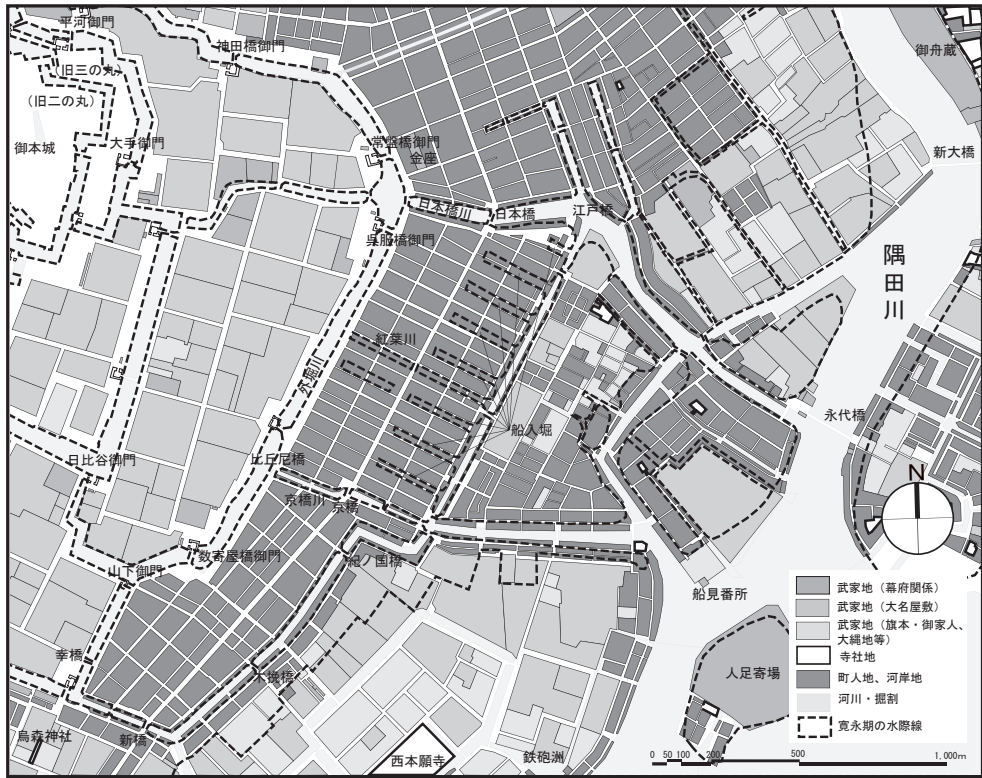 平河御門
神田橋御門
御舟蔵
（旧三の丸）
（旧二の丸）
常盤橋御門
大手御門
御本城
金座
新大橋
日本橋川
日本橋
江戸橋
呉服橋御門
隅田川
紅葉川
外堀川
永代橋
船入堀
日比谷御門
比丘尼橋
N
京橋川
京橋
数寄屋橋御門
紀ノ国橋
山下御門
船見番所
幸橋
木挽橋
人足寄場
烏森神社
新橋
西本願寺
鉄砲洲
武家地（幕府関係）
武家地（大名屋敷）
武家地（旗本・御家人、
大縄地等）
寺社地
町人地、河岸地
河川・掘割
寛永期の水際線
0 50 100 200 500 1,000m